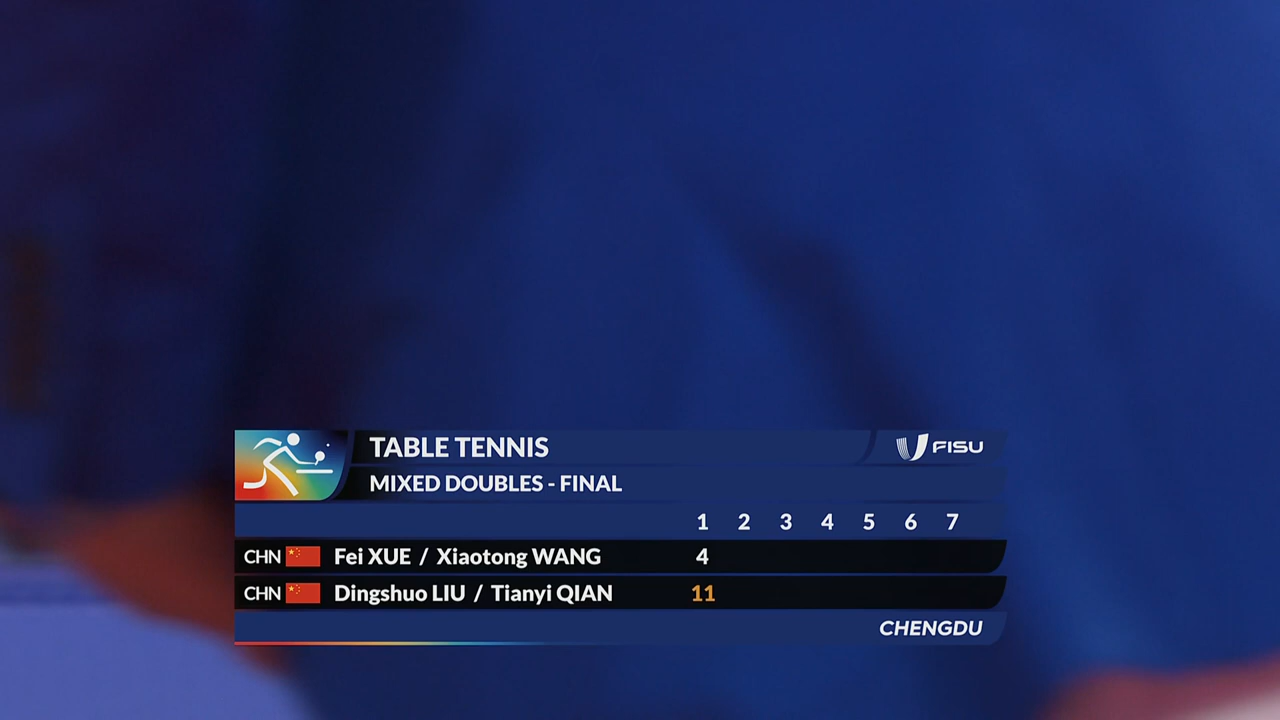 TABLE TENNIS
FISU
MIXED DOUBLES - FINAL
1 2 3 4 5 6 7
CHN Fei XUE / Xiaotong WANG 4
CHN Dingshuo LIU / Tianyi QIAN 11
CHENGDU